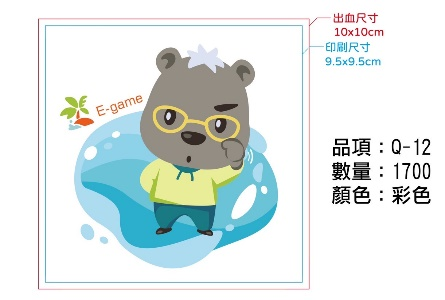 出血尺寸
10x10cm
印刷尺寸
9.5x9.5cm
E-game
品項：Q-12
數量：1700
顏色：彩色